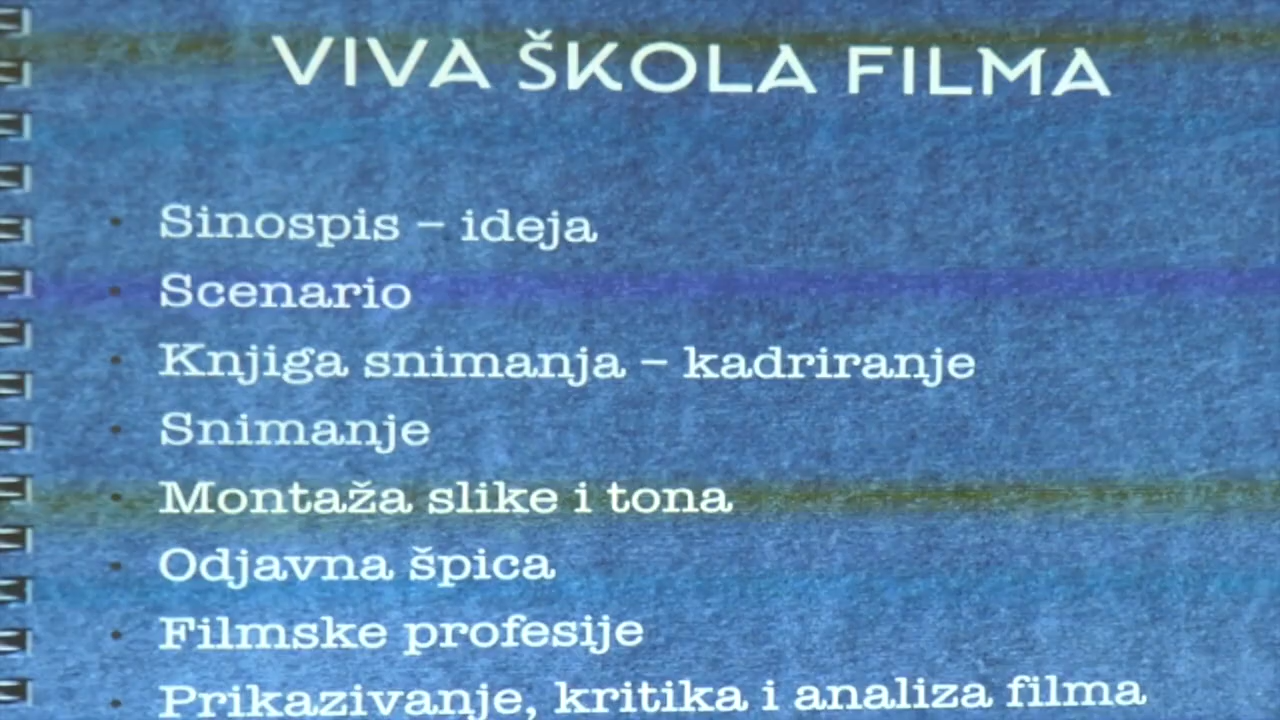 VIVA ŠKOLA FILMA
Sinospis – ideja
Scenario
Knjiga snimanja – kadriranje
Snimanje
Montaža slike i tona
Odjavna špica
Filmske profesije
Prikazivanje, kritika i analiza filma